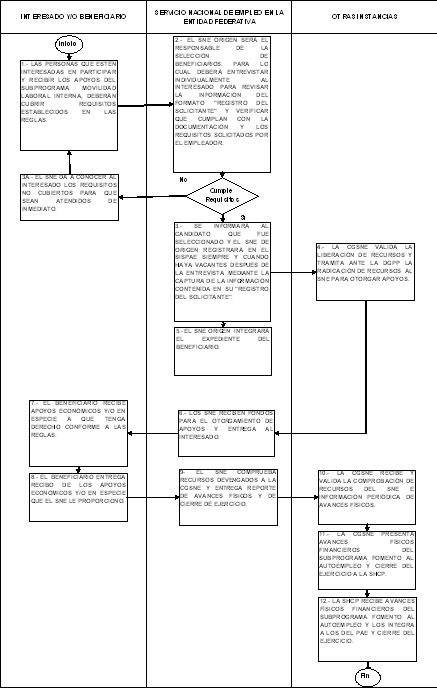 INTERESADO Y/O BENEFICIARIO
SERVICIO NACIONAL DE EMPLEO EN LA
ENTIDAD FEDERATIVA
OTRAS INSTANCIAS
Inicio
1.- LAS PERSONAS QUE ESTEN
INTERESADAS EN PARTICIPAR
Y RECIBIR LOS APOYOS DEL
SUBPROGRAMA MOVILIDAD
LABORAL INTERNA, DEBERÁN
CUBRIR REQUISITOS
ESTABLECIDOS EN LAS
REGLAS.
2.- EL SNE ORIGEN SERÁ EL
RESPONSABLE DE LA
SELECCIÓN DE
BENEFICIARIOS. PARA LO
CUAL DEBERÁ ENTREVISTAR
INDIVIDUALMENTE AL
INTERESADO PARA REVISAR
LA INFORMACIÓN DEL
FORMATO "REGISTRO DEL
SOLICITANTE" Y VERIFICAR
QUE CUMPLAN CON LA
DOCUMENTACIÓN Y LOS
REQUISITOS SOLICITADOS POR
EL EMPLEADOR.
No
Cumple
Requisitos
Si
3A.- EL SNE DA A CONOCER AL
INTERESADO LOS REQUISITOS
NO CUBIERTOS PARA QUE
SEAN ATENDIDOS DE
INMEDIATO.
3.- SE INFORMARÁ AL
CANDIDATO QUE FUE
SELECCIONADO Y EL SNE DE
ORIGEN REGISTRARÁ EN EL
SISPAE SIEMPRE Y CUANDO
HAYA VACANTES DESPUÉS DE
LA ENTREVISTA MEDIANTE LA
CAPTURA DE LA INFORMACIÓN
CONTENIDA EN SU "REGISTRO
DEL SOLICITANTE".
4.- LA CGSNE VALIDA LA
LIBERACIÓN DE RECURSOS Y
TRAMITA ANTE LA DGPP LA
RADICACIÓN DE RECURSOS AL
SNE PARA OTORGAR APOYOS.
5.- EL SNE ORIGEN INTEGRARÁ
EL EXPEDIENTE DEL
BENEFICIARIO.
7.- EL BENEFICIARIO RECIBE
APOYOS ECONÓMICOS Y/O EN
ESPECIE A QUE TENGA
DERECHO CONFORME A LAS
REGLAS.
6.- LOS SNE RECIBEN FONDOS
PARA EL OTORGAMIENTO DE
APOYOS Y ENTREGA AL
INTERESADO.
8.- EL BENEFICIARIO ENTREGA
RECIBO DE LOS APOYOS
ECONÓMICOS Y/O EN ESPECIE
QUE EL SNE LE PROPORCIONO.
9.- EL SNE COMPRUEBA
RECURSOS DEVENGADOS A LA
CGSNE Y ENTREGA REPORTE
DE AVANCES FÍSICOS Y DE
CIERRE DE EJERCICIO.
10.- LA CGSNE RECIBE Y
VALIDA LA COMPROBACIÓN DE
RECURSOS DEL SNE E
INFORMACIÓN PERIÓDICA DE
AVANCES FÍSICOS.
11.- LA CGSNE PRESENTA
AVANCES FÍSICOS
FINANCIEROS DEL
SUBPROGRAMA FOMENTO AL
AUTOEMPLEO Y CIERRE DEL
EJERCICIO A LA SHCP.
12.- LA SHCP RECIBE AVANCES
FÍSICOS FINANCIEROS DEL
SUBPROGRAMA FOMENTO AL
AUTOEMPLEO Y LOS INTEGRA
A LOS DEL PAE Y CIERRE DEL
EJERCICIO.
Fin